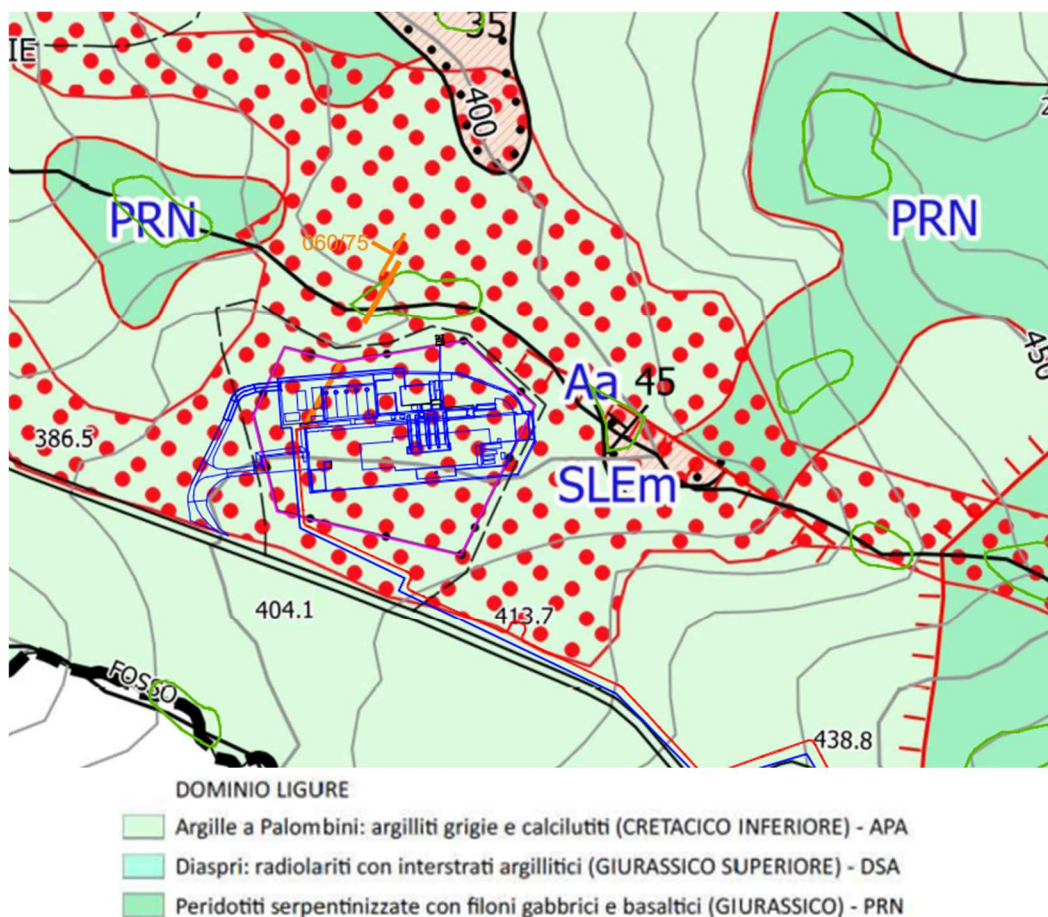 35
IE
400
2
PRN
PRN
060/75
450
Aa 45
386.5
SLEm
404.1
413.7
FOSSO
438.8
DOMINIO LIGURE
Argille a Palombini: argilliti grigie e calcilutiti (CRETACICO INFERIORE) - APA
Diaspri: radiolariti con interstrati argillitici (GIURASSICO SUPERIORE) - DSA
Peridotiti serpentinizzate con filoni gabbrici e basaltici (GIURASSICO) - PRN